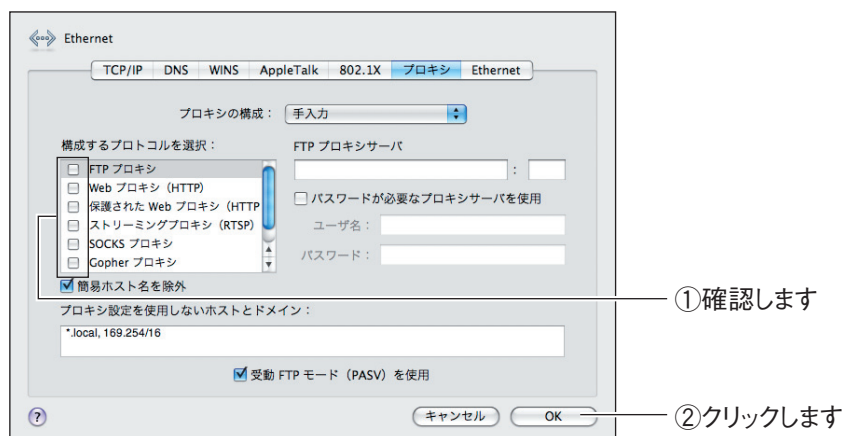 Ethernet
TCP/IP DNS WINS AppleTalk 802.1X プロキシ Ethernet
プロキシの構成： 手入力
構成するプロトコルを選択：
FTP プロキシ
Web プロキシ（HTTP）
保護された Web プロキシ（HTTP
ストリーミングプロキシ（RTSP）
SOCKS プロキシ
Gopher プロキシ
簡易ホスト名を除外
FTP プロキシサーバ
:
パスワードが必要なプロキシサーバを使用
ユーザ名：
パスワード：
プロキシ設定を使用しないホストとドメイン：
*.local, 169.254/16
受動 FTP モード（PASV）を使用
?
キャンセル OK
①確認します
②クリックします